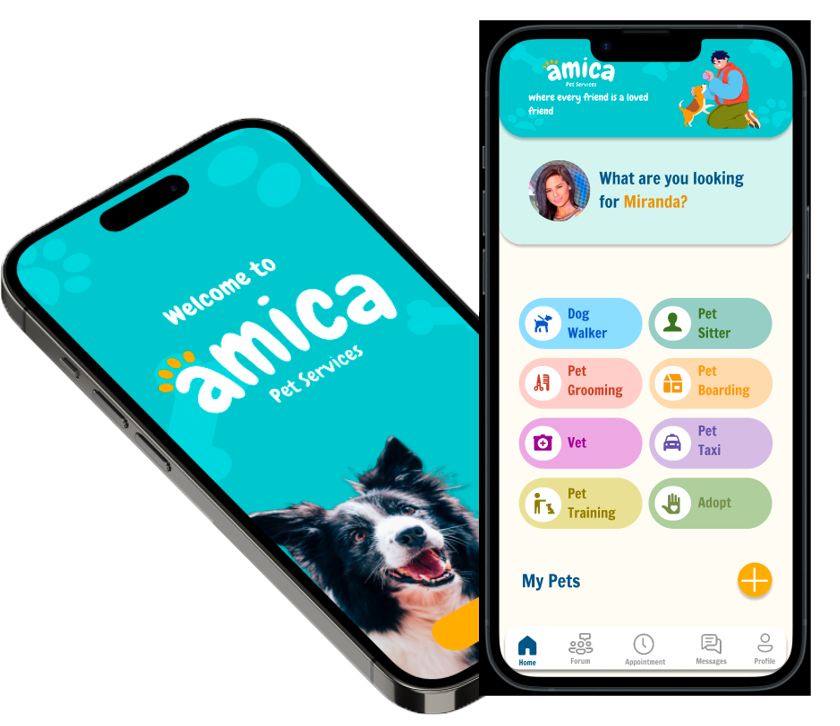 Welcome to
amica
Pet Services
amica
Pet Services
where every friend is a loved
friend
What are you looking
for Miranda?
Dog
Walker
Pet
Sitter
Pet
Grooming
Pet
Boarding
Vet
Pet
Taxi
Pet
Training
Adopt
My Pets
Home
Forum
Appointment
Messages
Profile